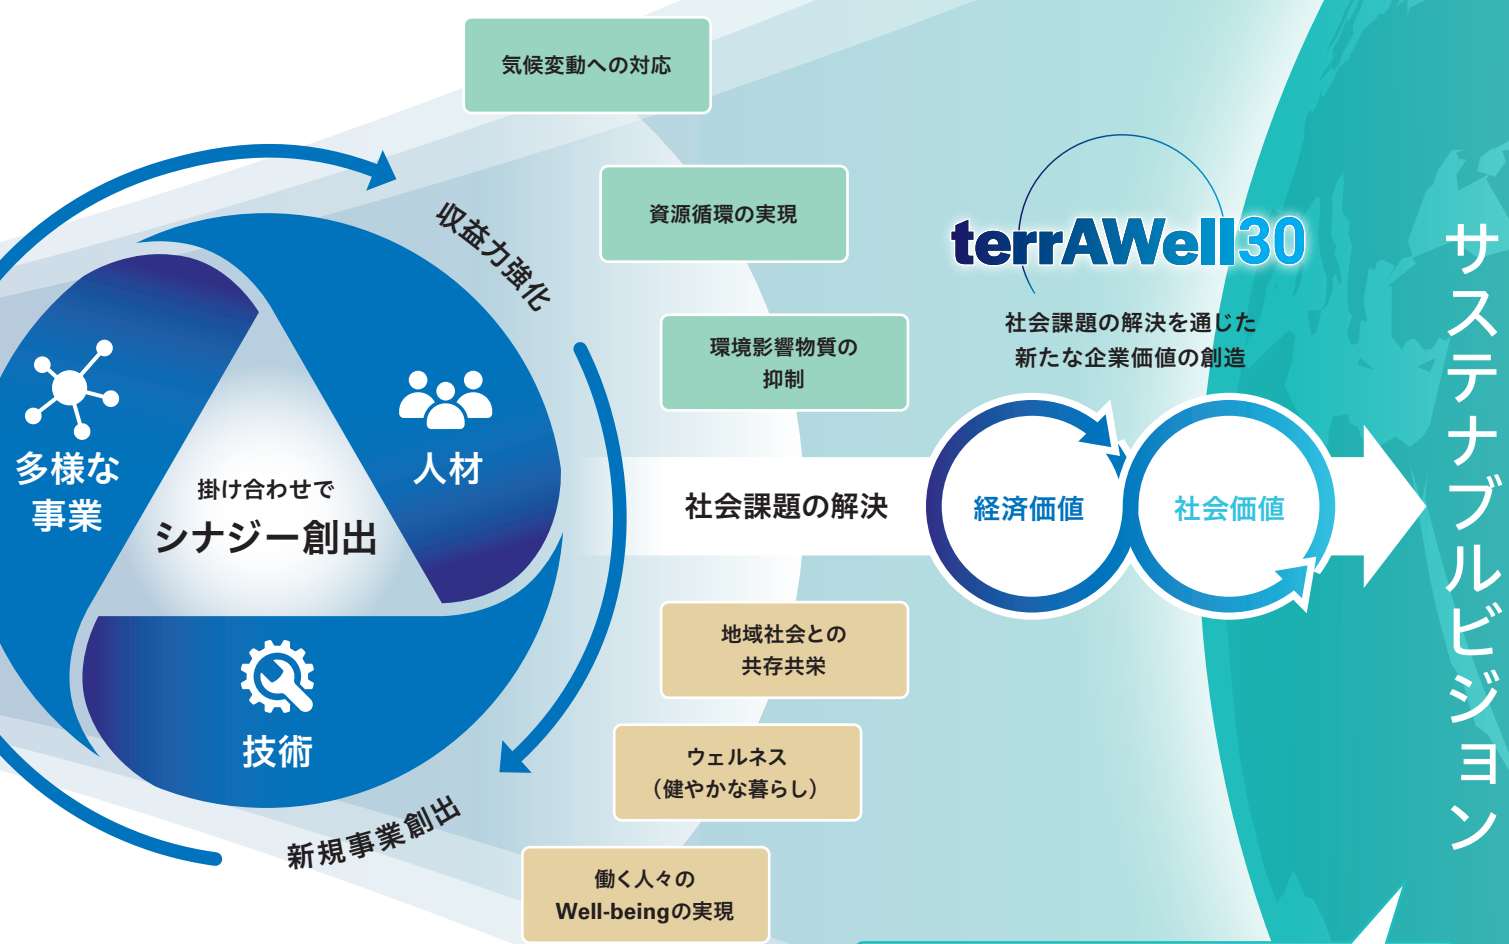 気候変動への対応
資源循環の実現
収益力強化
terrAWell30
環境影響物質の
抑制
社会課題の解決を通じた
新たな企業価値の創造
サステナブルビジョン
多様な
事業
人材
掛け合わせで
シナジー創出
社会課題の解決
経済価値
社会価値
技術
地域社会との
共存共栄
ウェルネス
（健やかな暮らし）
新規事業創出
働く人々の
Well-beingの実現